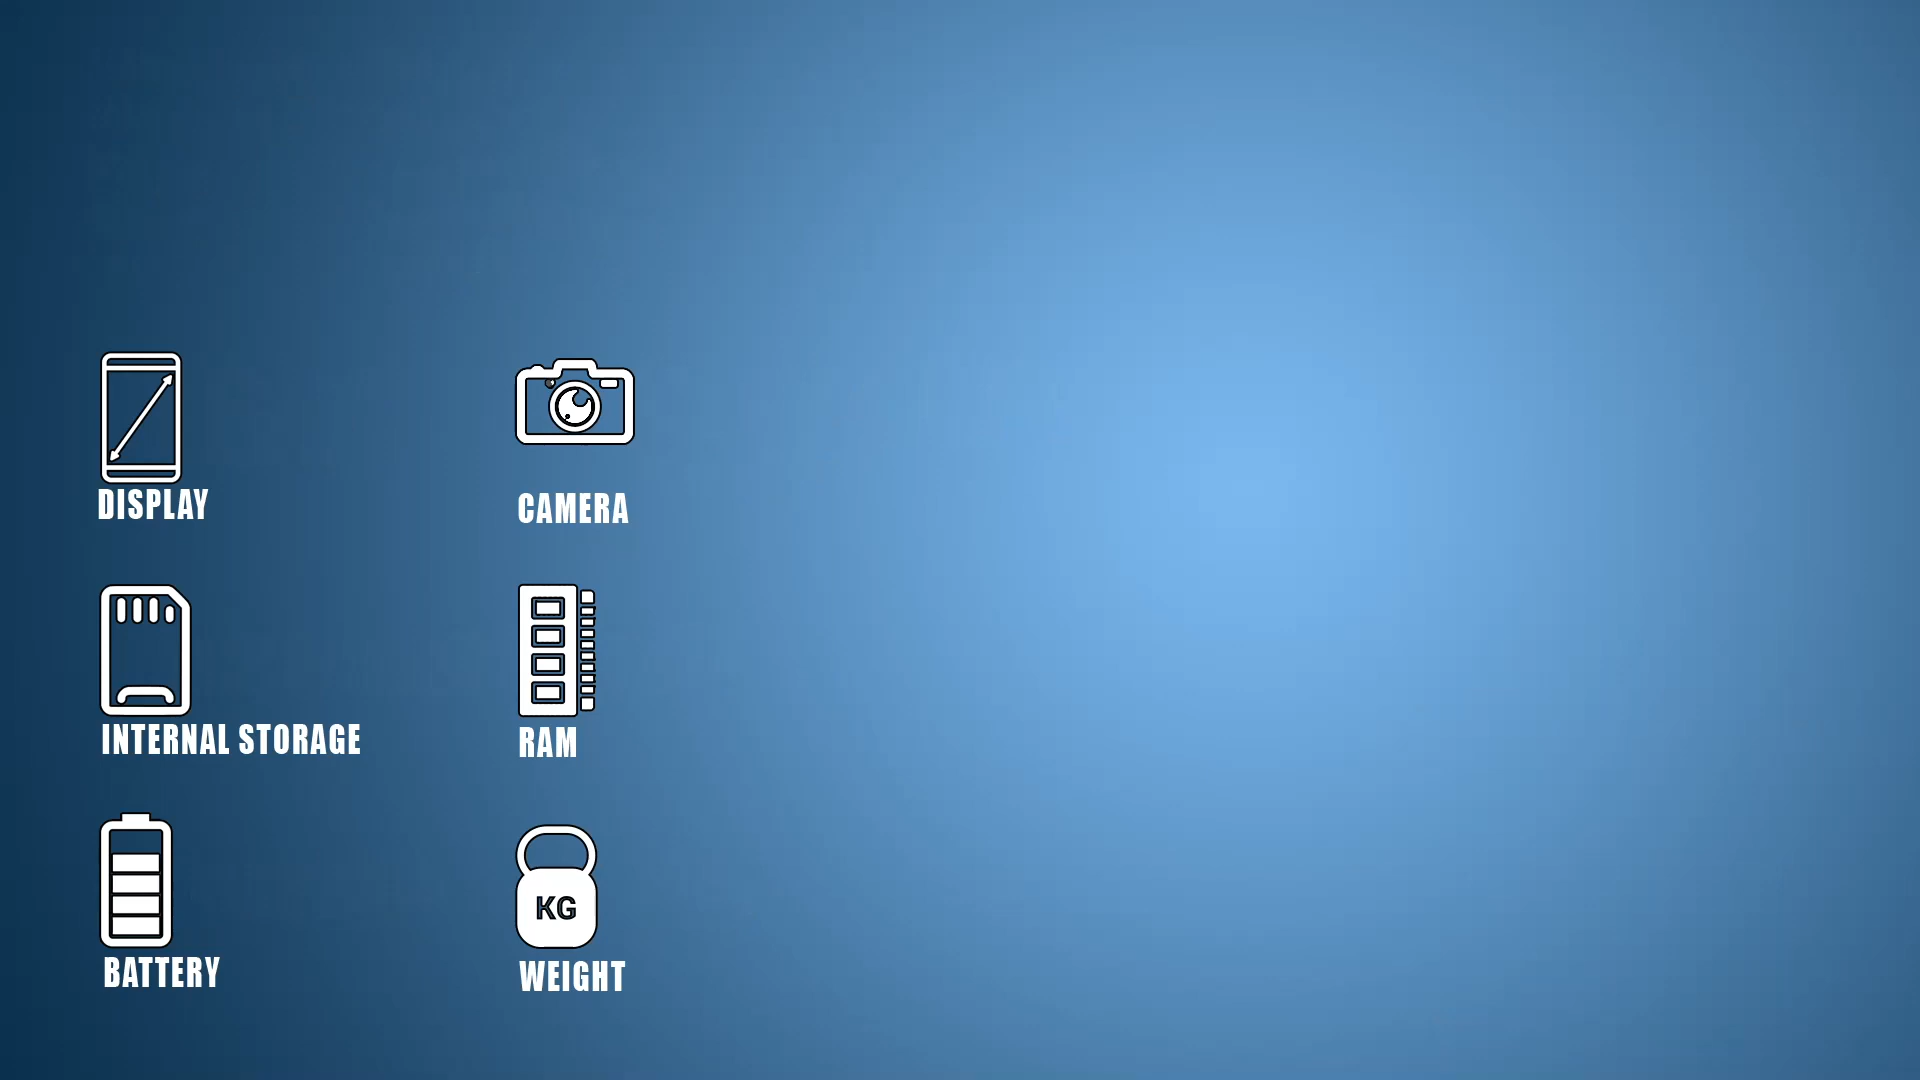 DISPLAY
CAMERA
INTERNAL STORAGE
RAM
BATTERY
KG
WEIGHT